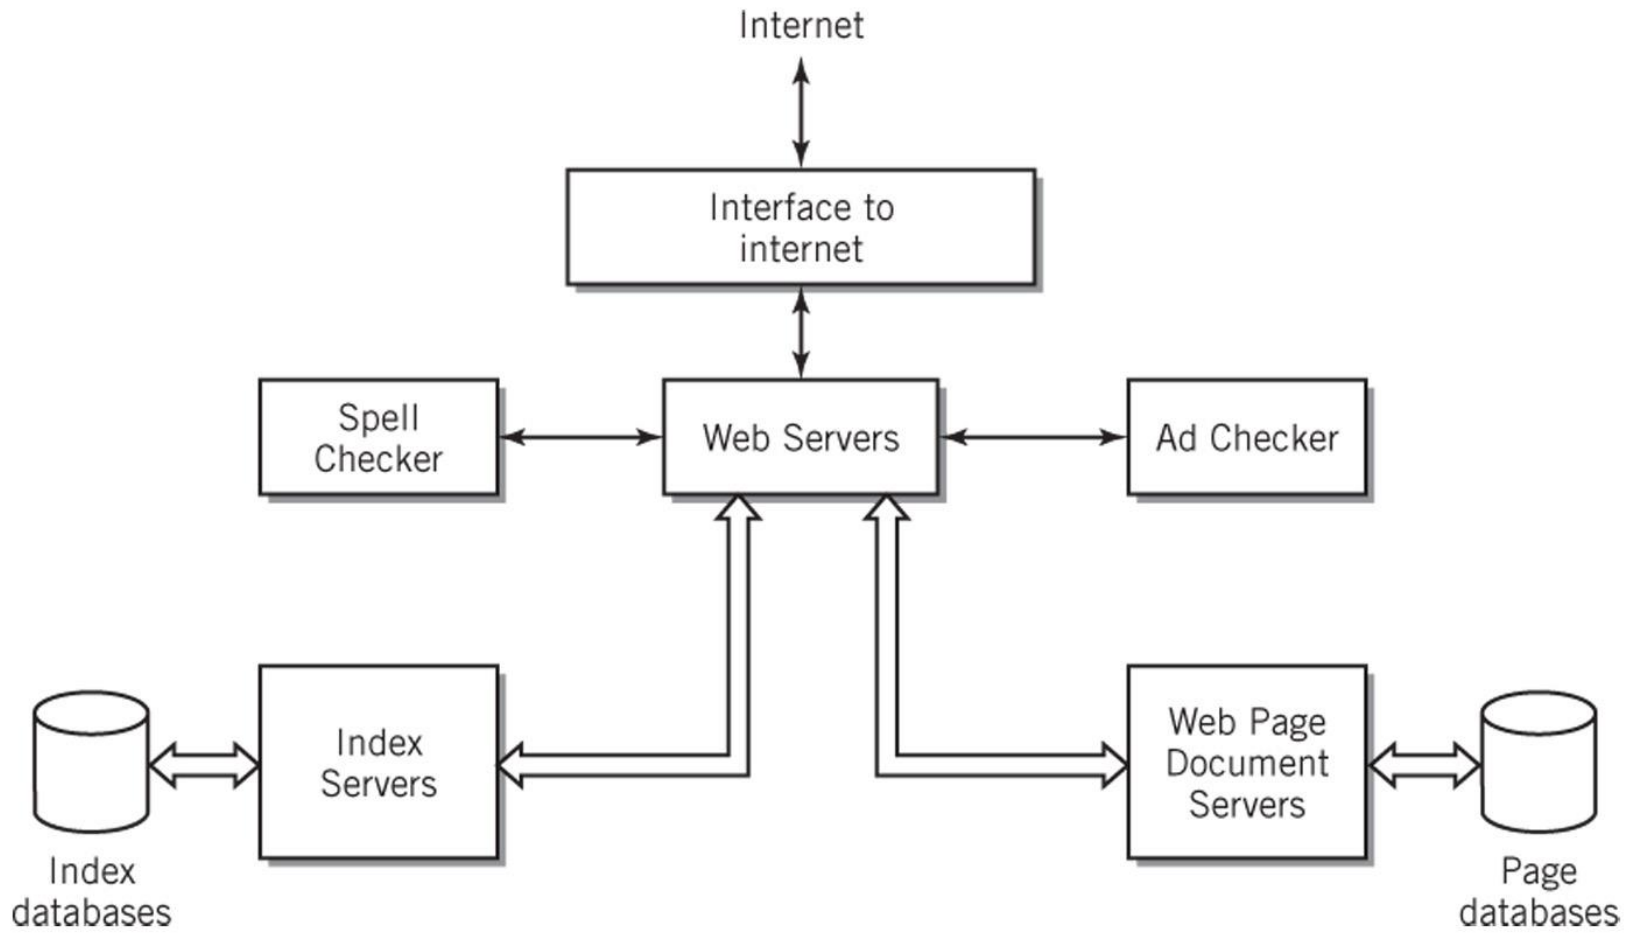 Internet
Interface to
internet
Spell
Checker
Web Servers
Ad Checker
Index
Servers
Web Page
Document
Servers
Index
databases
Page
databases